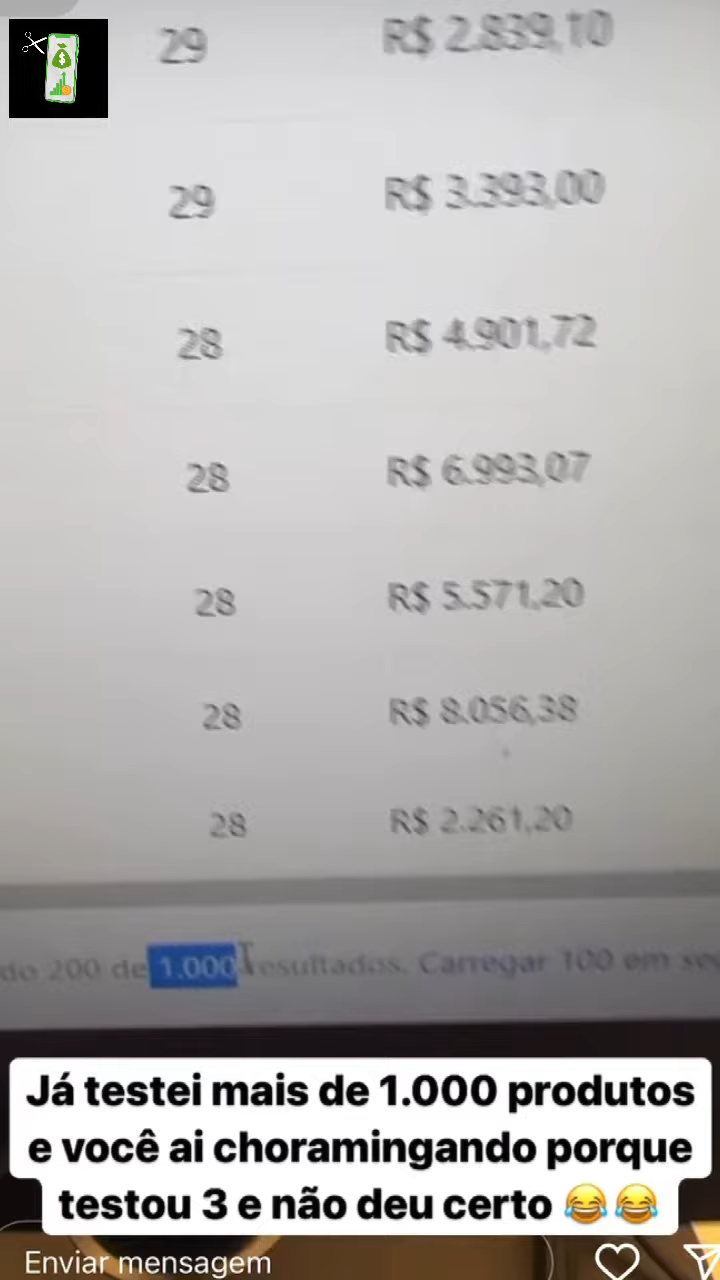 29 R$ 2.839,10
29 R$ 3.393,00
28 R$ 4.901,72
28 R$ 6.993,07
28 R$ 5.571,20
28 R$ 8.056,38
28 R$ 2.261,20
do 200 de 1.000 resultados. Carregar 100 em
Já testei mais de 1.000 produtos
e você ai choramingando porque
testou 3 e não deu certo 😂😂
Enviar mensagem